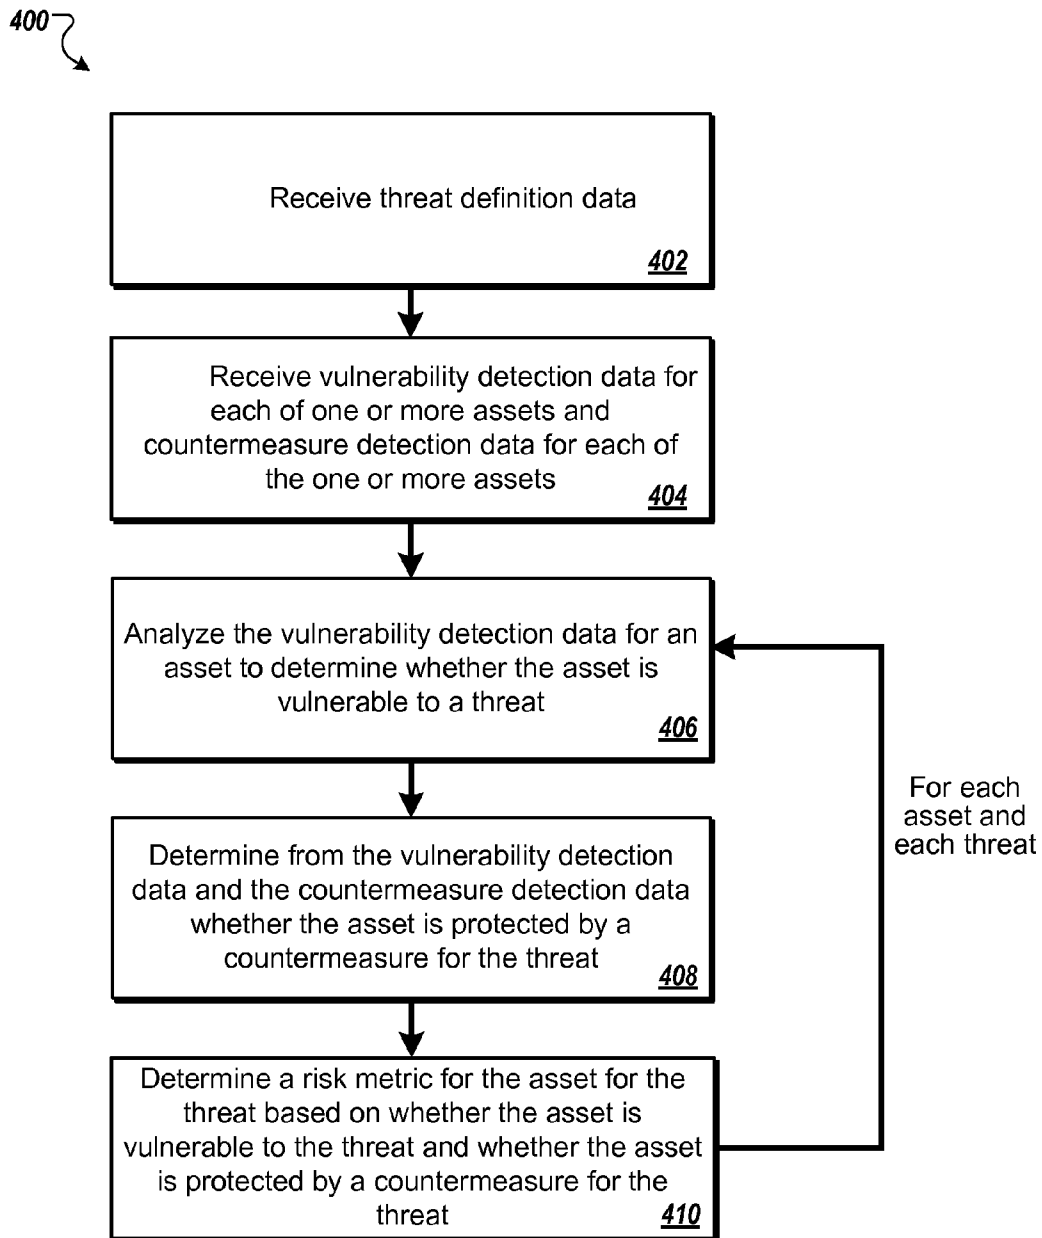 400
Receive threat definition data
402
Receive vulnerability detection data for
each of one or more assets and
countermeasure detection data for each of
the one or more assets
404
Analyze the vulnerability detection data for an
asset to determine whether the asset is
vulnerable to a threat
406
For each
asset and
each threat
Determine from the vulnerability detection
data and the countermeasure detection data
whether the asset is protected by a
countermeasure for the threat
408
Determine a risk metric for the asset for the
threat based on whether the asset is
vulnerable to the threat and whether the asset
is protected by a countermeasure for the
threat
410